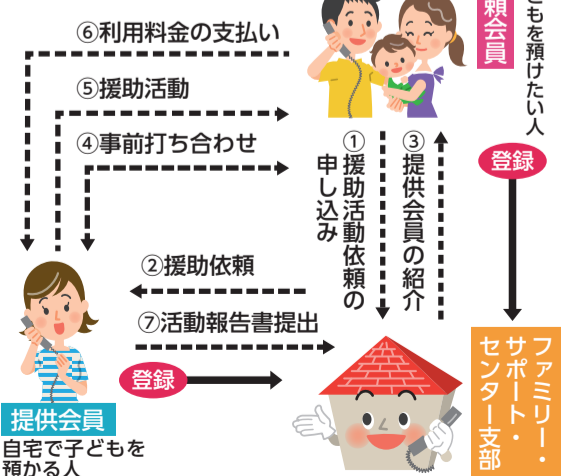 ⑥利用料金の支払い
⑤援助活動
④事前打ち合わせ
頼会員
どもを預けたい人
登録
①援助活動依頼の
申し込み
③提供会員の紹介
②援助依頼
⑦活動報告書提出
登録
提供会員
自宅で子どもを
預かる人
ファミリー・
サポート・
センター支部